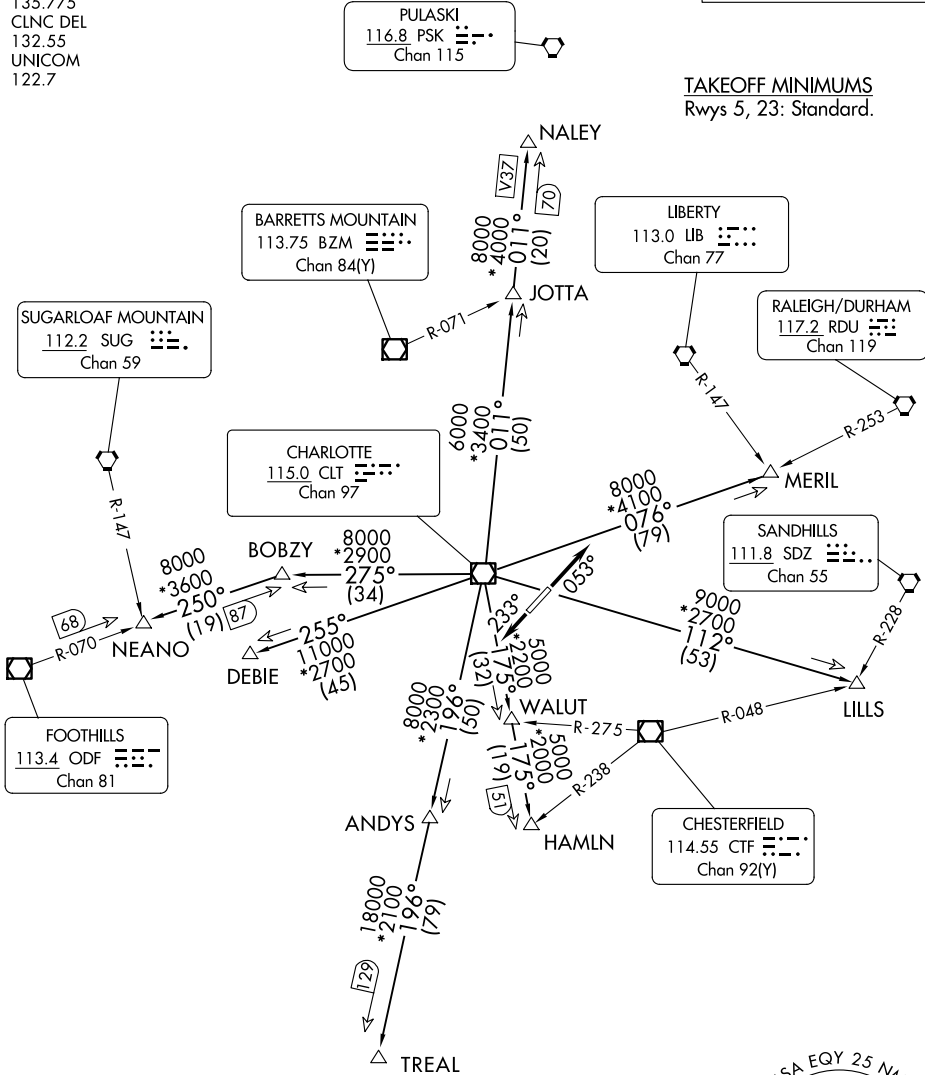 135.775
CLNC DEL
132.55
UNICOM
122.7
PULASKI
116.8 PSK
Chan 115
TAKEOFF MINIMUMS
Rwys 5, 23: Standard.
NALEY
V37
70
8000
*4000
011°
(20)
BARRETTS MOUNTAIN
113.75 BZM
Chan 84(Y)
LIBERTY
113.0 LIB
Chan 77
JOTTA
R-071
SUGARLOAF MOUNTAIN
112.2 SUG
Chan 59
RALEIGH/DURHAM
117.2 RDU
Chan 119
R-147
R-253
6000
*3400
011°
(50)
CHARLOTTE
115.0 CLT
Chan 97
MERIL
8000
*4100
076°
(79)
R-147
SANDHILLS
111.8 SDZ
Chan 55
BOBZY
8000
*2900
275°
(34)
053°
8000
*3600
250°
(19)
87
68
R-070
NEANO
233°
255°
11000
*2700
(45)
DEBIE
9000
*2700
112°
(53)
R-228
LILLS
5000
*2200
175°
(32)
WALUT
R-275
R-048
8000
*2300
196°
(50)
FOOTHILLS
113.4 ODF
Chan 81
5000
*2000
175°
(19)
51
R-238
ANDYS
HAMLN
CHESTERFIELD
114.55 CTF
Chan 92(Y)
18000
*2100
196°
(79)
129
TREAL
SA EQY 25 N